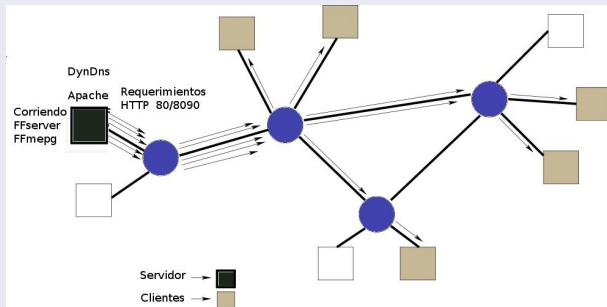 DynDns
Apache
Requerimientos
HTTP 80/8090
Corriendo
FFserver
FFmepg
Servidor
Clientes